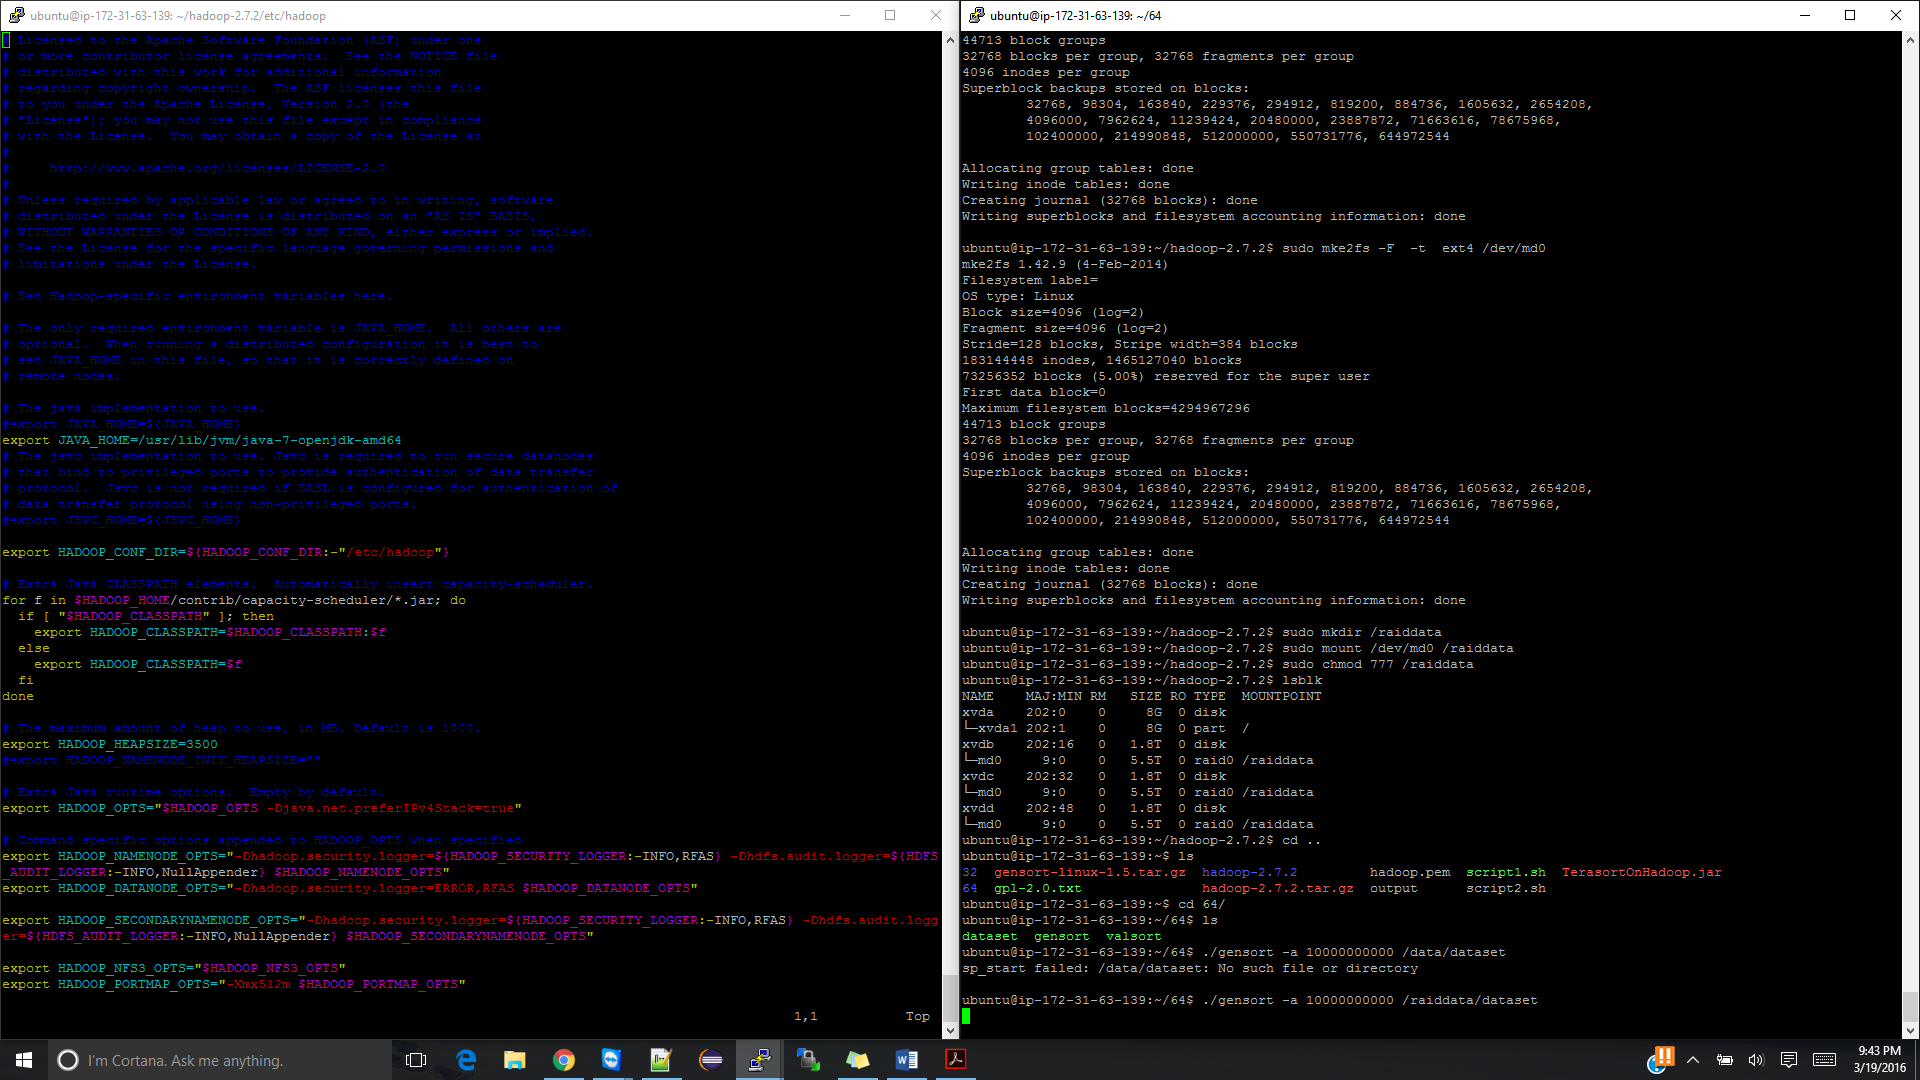 ubuntu@ip-172-31-63-139: ~/hadoop-2.7.2/etc/hadoop
# Licensed to the Apache Software Foundation (ASF) under one
# or more contributor license agreements.  See the NOTICE file
# distributed with this work for additional information
# regarding copyright ownership.  The ASF licenses this file
# to you under the Apache License, Version 2.0 (the
# "License"); you may not use this file except in compliance
# with the License.  You may obtain a copy of the License at
#
#     http://www.apache.org/licenses/LICENSE-2.0
#
# Unless required by applicable law or agreed to in writing, software
# distributed under the License is distributed on an "AS IS" BASIS,
# WITHOUT WARRANTIES OR CONDITIONS OF ANY KIND, either express or implied.
# See the License for the specific language governing permissions and
# limitations under the License.
# Set Hadoop-specific environment variables here.
# The only required environment variable is JAVA_HOME.  All others are
# optional.  When running a distributed configuration it is best to
# set JAVA_HOME in this file, so that it is correctly defined on
# remote nodes.
# The java implementation to use.
#export JAVA_HOME=${JAVA_HOME}
export JAVA_HOME=/usr/lib/jvm/java-7-openjdk-amd64
# The jsvc implementation to use. Jsvc is required to run secure datanodes
# that bind to privileged ports to provide authentication of data transfer
# protocol.  Jsvc is not required if SASL is configured for authentication of
# data transfer protocol using non-privileged ports.
#export JSVC_HOME=${JSVC_HOME}
export HADOOP_CONF_DIR=${HADOOP_CONF_DIR:-"/etc/hadoop"}
# Extra Java CLASSPATH elements.  Automatically insert capacity-scheduler.
for f in $HADOOP_HOME/contrib/capacity-scheduler/*.jar; do
  if [ "$HADOOP_CLASSPATH" ]; then
    export HADOOP_CLASSPATH=$HADOOP_CLASSPATH:$f
  else
    export HADOOP_CLASSPATH=$f
  fi
done
# The maximum amount of heap to use, in MB. Default is 1000.
export HADOOP_HEAPSIZE=3500
#export HADOOP_NAMENODE_INIT_HEAPSIZE=""
# Extra Java runtime options.  Empty by default.
export HADOOP_OPTS="$HADOOP_OPTS -Djava.net.preferIPv4Stack=true"
# Command specific options appended to HADOOP_OPTS when specified
export HADOOP_NAMENODE_OPTS="-Dhadoop.security.logger=${HADOOP_SECURITY_LOGGER:-INFO,RFAS} -Dhdfs.audit.logger=${HDFS
_AUDIT_LOGGER:-INFO,NullAppender} $HADOOP_NAMENODE_OPTS"
export HADOOP_DATANODE_OPTS="-Dhadoop.security.logger=ERROR,RFAS $HADOOP_DATANODE_OPTS"
export HADOOP_SECONDARYNAMENODE_OPTS="-Dhadoop.security.logger=${HADOOP_SECURITY_LOGGER:-INFO,RFAS} -Dhdfs.audit.logg
er=${HDFS_AUDIT_LOGGER:-INFO,NullAppender} $HADOOP_SECONDARYNAMENODE_OPTS"
export HADOOP_NFS3_OPTS="$HADOOP_NFS3_OPTS"
export HADOOP_PORTMAP_OPTS="-Xmx512m $HADOOP_PORTMAP_OPTS"
1,1           Top
ubuntu@ip-172-31-63-139: ~/64
44713 block groups
32768 blocks per group, 32768 fragments per group
4096 inodes per group
Superblock backups stored on blocks:
        32768, 98304, 163840, 229376, 294912, 819200, 884736, 1605632, 2654208,
        4096000, 7962624, 11239424, 20480000, 23887872, 71663616, 78675968,
        102400000, 214990848, 512000000, 550731776, 644972544
Allocating group tables: done
Writing inode tables: done
Creating journal (32768 blocks): done
Writing superblocks and filesystem accounting information: done
ubuntu@ip-172-31-63-139:~/hadoop-2.7.2$ sudo mke2fs -F  -t  ext4 /dev/md0
mke2fs 1.42.9 (4-Feb-2014)
Filesystem label=
OS type: Linux
Block size=4096 (log=2)
Fragment size=4096 (log=2)
Stride=128 blocks, Stripe width=384 blocks
183144448 inodes, 1465127040 blocks
73256352 blocks (5.00%) reserved for the super user
First data block=0
Maximum filesystem blocks=4294967296
44713 block groups
32768 blocks per group, 32768 fragments per group
4096 inodes per group
Superblock backups stored on blocks:
        32768, 98304, 163840, 229376, 294912, 819200, 884736, 1605632, 2654208,
        4096000, 7962624, 11239424, 20480000, 23887872, 71663616, 78675968,
        102400000, 214990848, 512000000, 550731776, 644972544
Allocating group tables: done
Writing inode tables: done
Creating journal (32768 blocks): done
Writing superblocks and filesystem accounting information: done
ubuntu@ip-172-31-63-139:~/hadoop-2.7.2$ sudo mkdir /raiddata
ubuntu@ip-172-31-63-139:~/hadoop-2.7.2$ sudo mount /dev/md0 /raiddata
ubuntu@ip-172-31-63-139:~/hadoop-2.7.2$ sudo chmod 777 /raiddata
ubuntu@ip-172-31-63-139:~/hadoop-2.7.2$ lsblk
NAME    MAJ:MIN RM   SIZE RO TYPE  MOUNTPOINT
xvda    202:0    0     8G  0 disk
└─xvda1 202:1    0     8G  0 part  /
xvdb    202:16   0   1.8T  0 disk
└─md0     9:0    0   5.5T  0 raid0 /raiddata
xvdc    202:32   0   1.8T  0 disk
└─md0     9:0    0   5.5T  0 raid0 /raiddata
xvdd    202:48   0   1.8T  0 disk
└─md0     9:0    0   5.5T  0 raid0 /raiddata
ubuntu@ip-172-31-63-139:~/hadoop-2.7.2$ cd ..
ubuntu@ip-172-31-63-139:~$ ls
32  gensort-linux-1.5.tar.gz  hadoop-2.7.2         hadoop.pem  script1.sh  TerasortOnHadoop.jar
64  gpl-2.0.txt               hadoop-2.7.2.tar.gz  output      script2.sh
ubuntu@ip-172-31-63-139:~$ cd 64/
ubuntu@ip-172-31-63-139:~/64$ ls
dataset  gensort  valsort
ubuntu@ip-172-31-63-139:~/64$ ./gensort -a 10000000000 /data/dataset
sp_start failed: /data/dataset: No such file or directory
ubuntu@ip-172-31-63-139:~/64$ ./gensort -a 10000000000 /raiddata/dataset
I'm Cortana. Ask me anything.
9:43 PM
3/19/2016